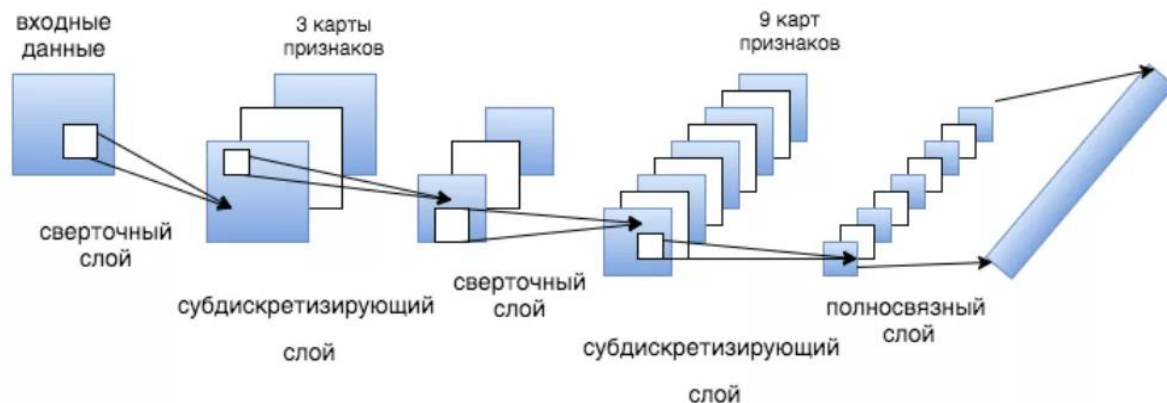 входные
данные
3 карты
признаков
9 карт
признаков
сверточный
слой
субдискретизирующий
слой
сверточный
слой
субдискретизирующий
слой
полносвязный
слой